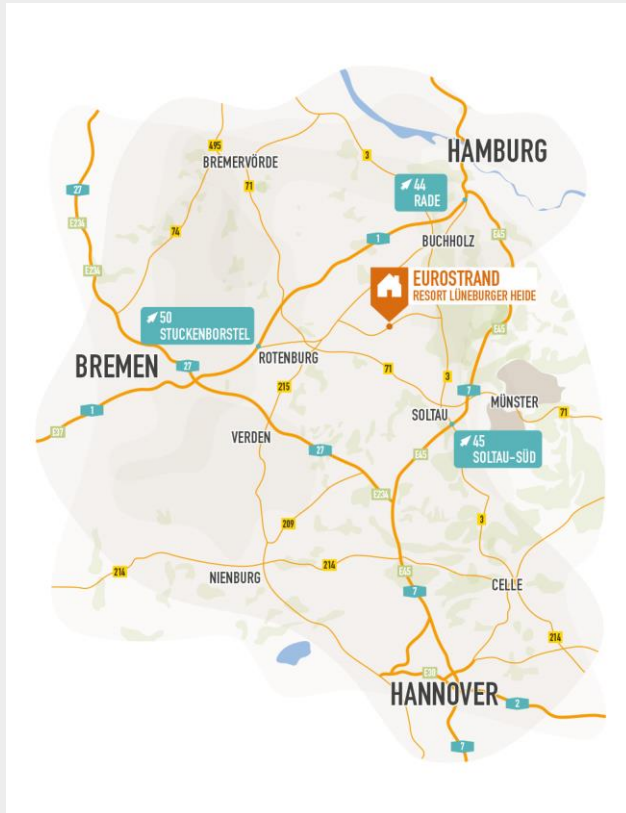 HAMBURG
495
BREMERVÖRDE
3
27
71
44
RADE
E234
74
1
BUCHHOLZ
E45
E234
EUROSTRAND
RESORT LÜNEBURGER HEIDE
50
STUCKENBORSTEL
E45
ROTENBURG
BREMEN
27
71
3
7
215
MÜNSTER
1
SOLTAU
71
E37
VERDEN
45
SOLTAU-SÜD
27
E45
E234
3
209
214
214
NIENBURG
E45
CELLE
7
214
E30
HANNOVER
2
7